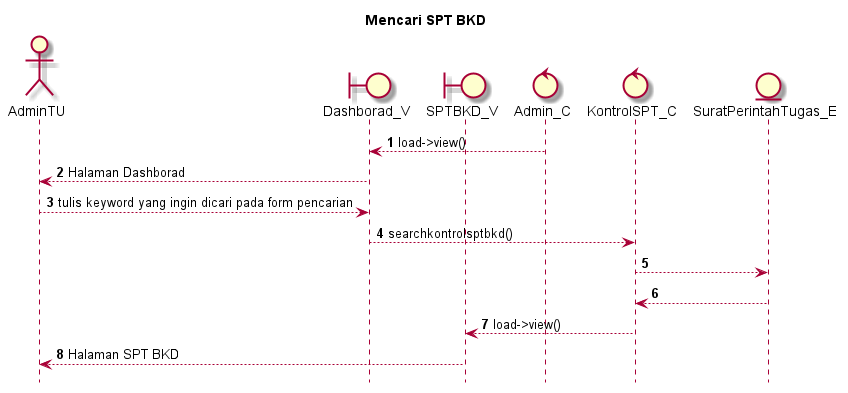 Mencari SPT BKD
AdminTU
Dashborad_V
SPTBKD_V
Admin_C
KontrolSPT_C
SuratPerintahTugas_E
1 load->view()
2 Halaman Dashborad
3 tulis keyword yang ingin dicari pada form pencarian
4 searchkontrolsptbkd()
5
6
7 load->view()
8 Halaman SPT BKD